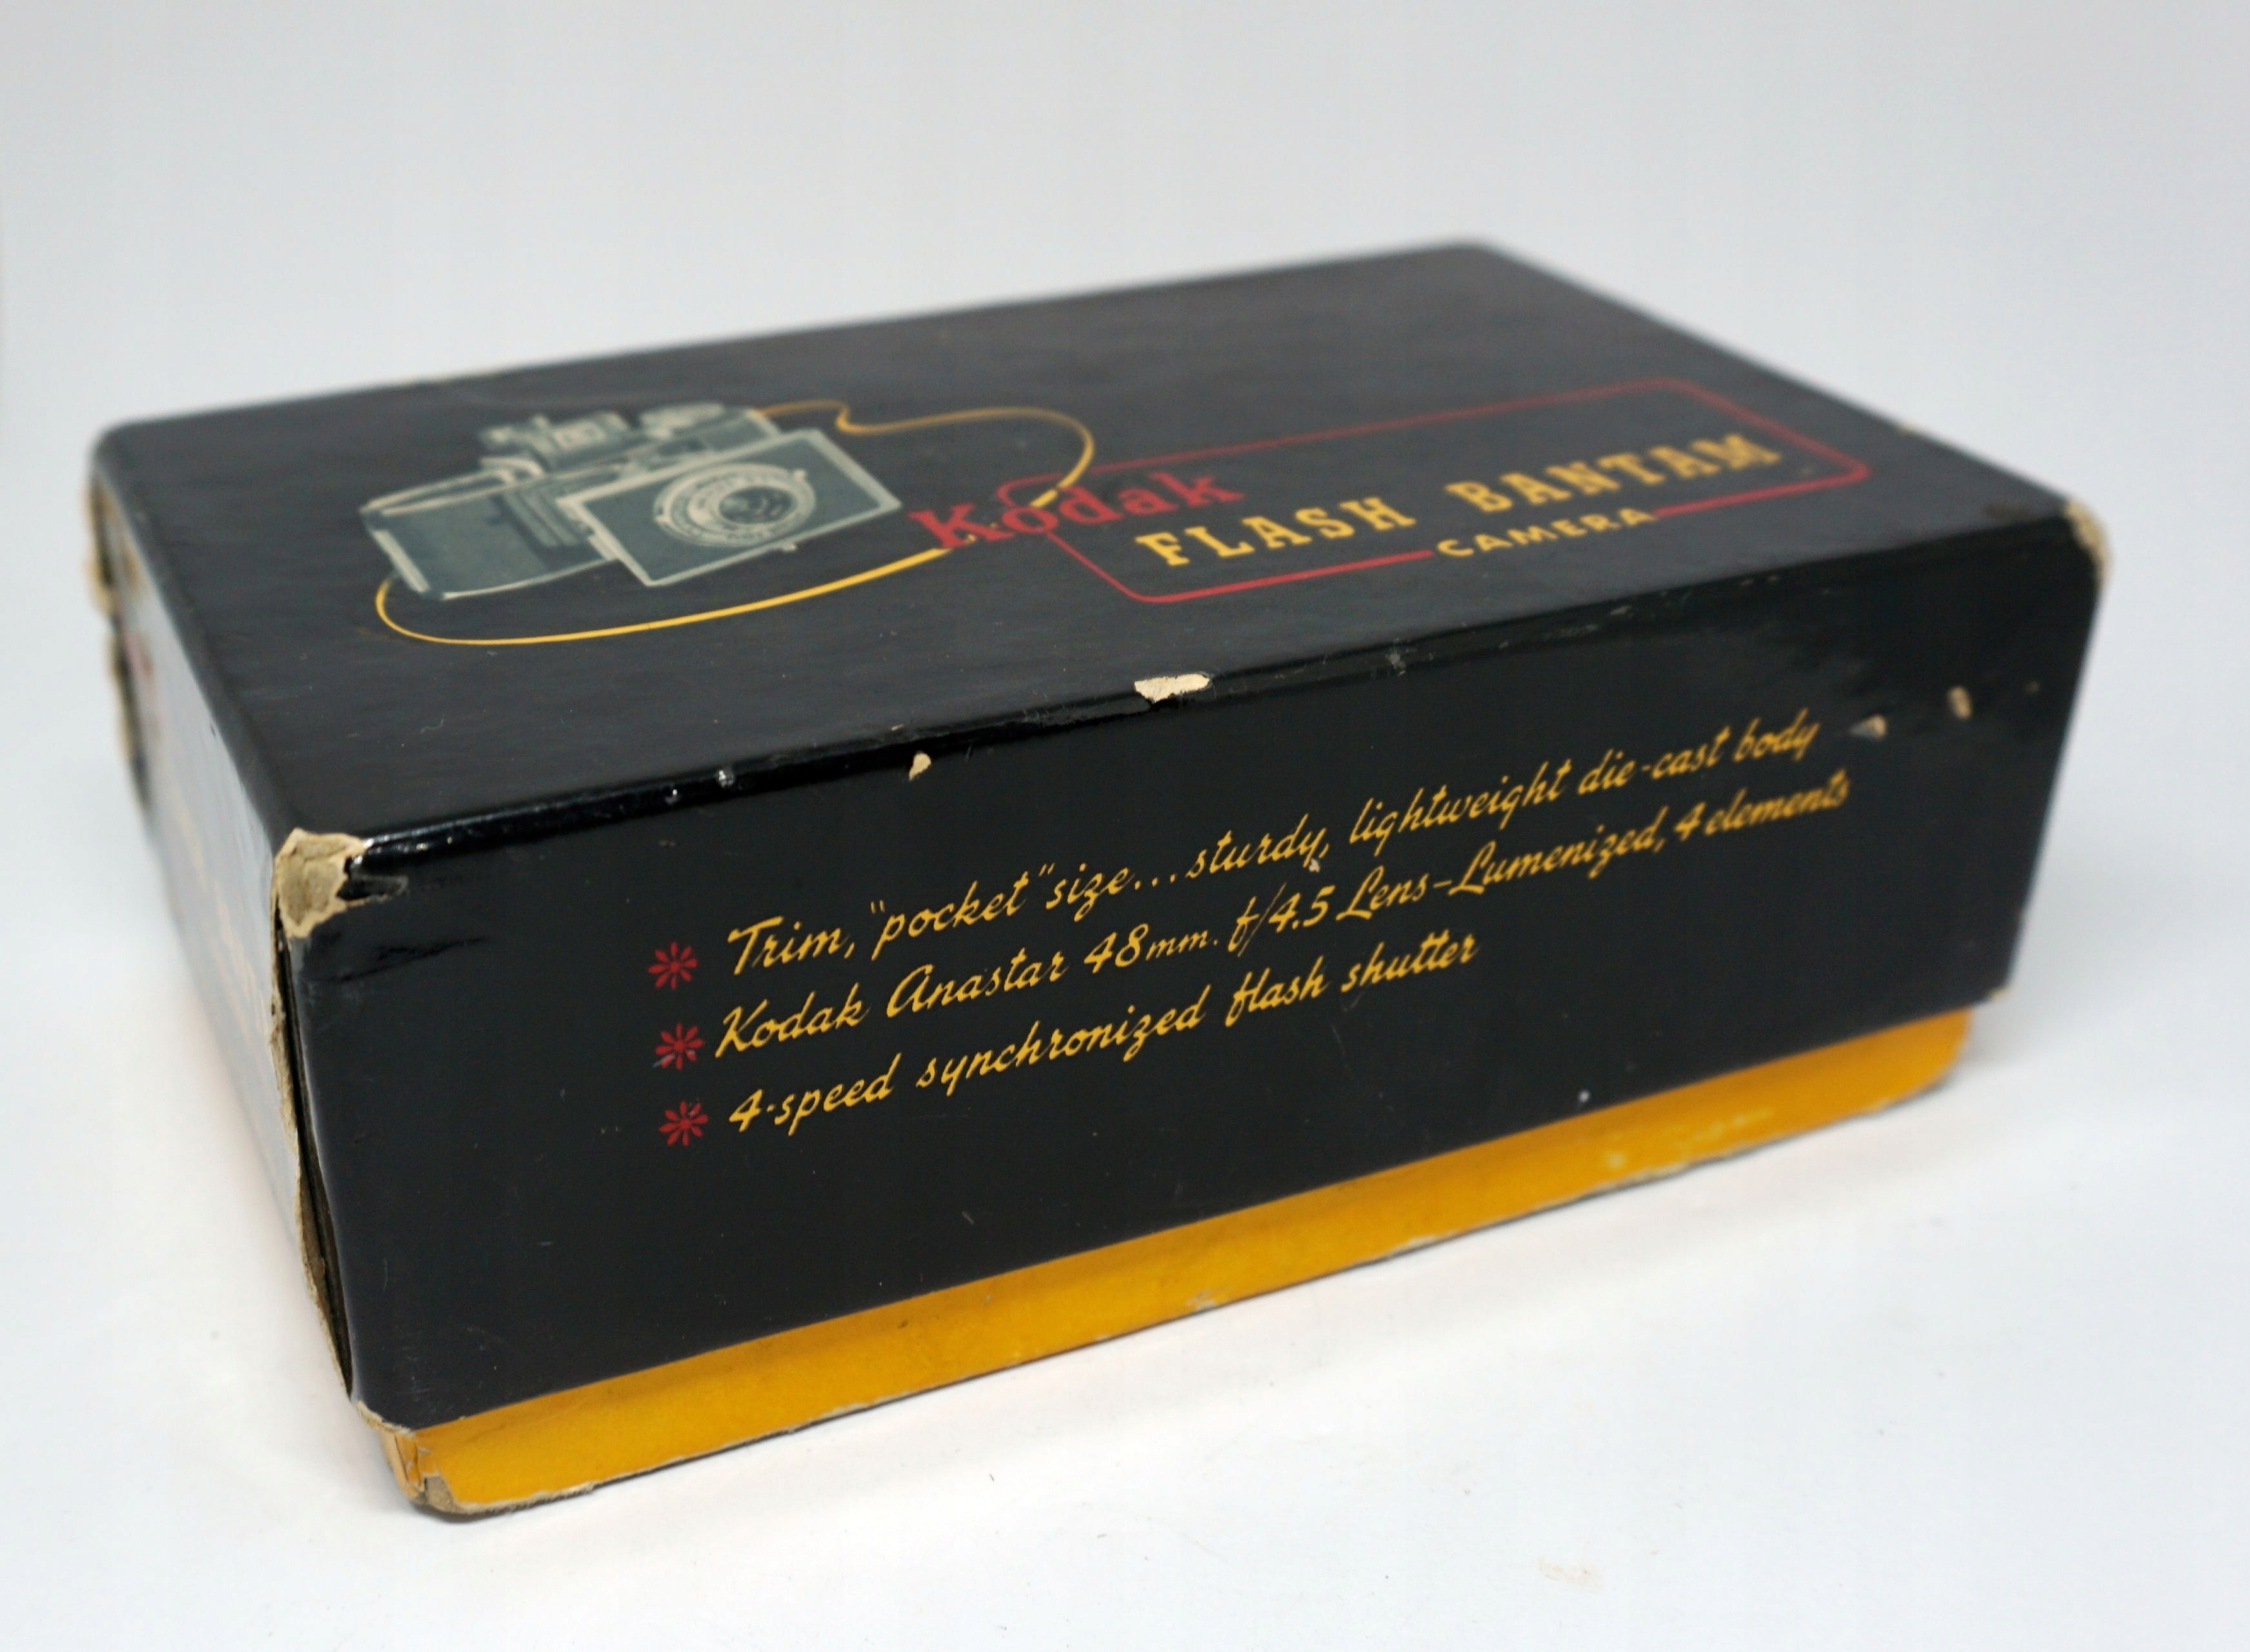 Kodak
FLASH BANTAM
CAMERA
Trim, "pocket" size... sturdy, lightweight die-cast body
Kodak Anastar 48mm. f/4.5 Lens-Lumenized, 4 elements
4-speed synchronized flash shutter